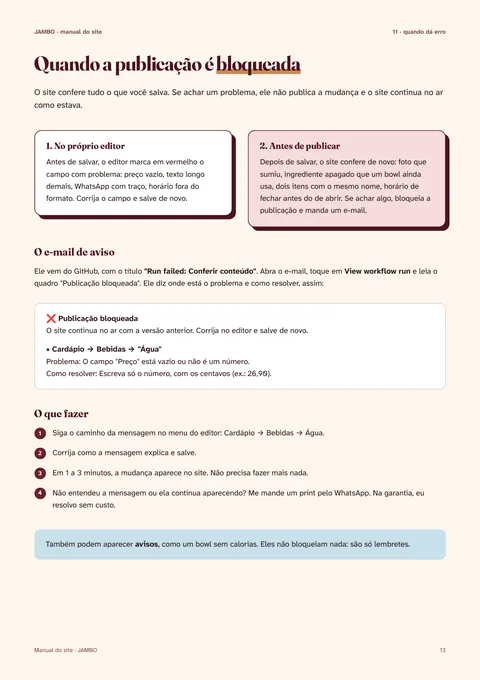 JAMBO · manual do site
11 · quando dá erro
Quando a publicação é bloqueada
O site confere tudo o que você salva. Se achar um problema, ele não publica a mudança e o site continua no ar
como estava.
1. No próprio editor
Antes de salvar, o editor marca em vermelho o
campo com problema: preço vazio, texto longo
demais, WhatsApp com traço, horário fora do
formato. Corrija o campo e salve de novo.
2. Antes de publicar
Depois de salvar, o site confere de novo: foto que
sumiu, ingrediente apagado que um bowl ainda
usa, dois itens com o mesmo nome, horário de
fechar antes do de abrir. Se achar algo, bloqueia a
publicação e manda um e-mail.
O e-mail de aviso
Ele vem do GitHub, com o título "Run failed: Conferir conteúdo". Abra o e-mail, toque em View workflow run e leia o
quadro "Publicação bloqueada". Ele diz onde está o problema e como resolver, assim:
❌ Publicação bloqueada
O site continua no ar com a versão anterior. Corrija no editor e salve de novo.
• Cardápio → Bebidas → "Água"
Problema: O campo "Preço" está vazio ou não é um número.
Como resolver: Escreva só o número, com os centavos (ex.: 26,90).
O que fazer
1 Siga o caminho da mensagem no menu do editor: Cardápio → Bebidas → Água.
2 Corrija como a mensagem explica e salve.
3 Em 1 a 3 minutos, a mudança aparece no site. Não precisa fazer mais nada.
4 Não entendeu a mensagem ou ela continua aparecendo? Me mande um print pelo WhatsApp. Na garantia, eu
resolvo sem custo.
Também podem aparecer avisos, como um bowl sem calorias. Eles não bloqueiam nada: são só lembretes.
Manual do site · JAMBO
13